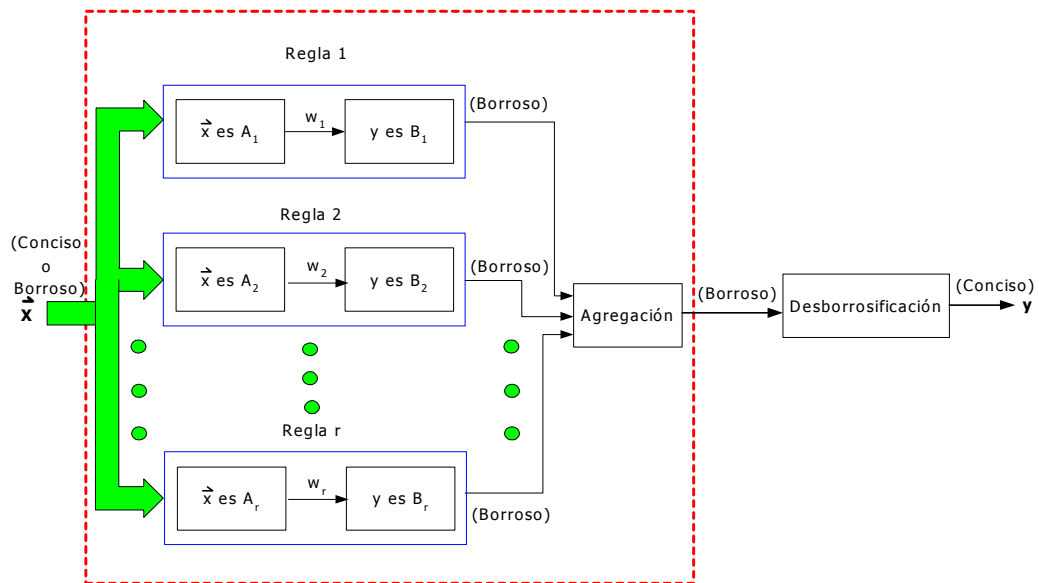 Regla 1
(Borroso)
x⃗ es A₁
w₁
y es B₁
Regla 2
(Conciso
o
Borroso)
x⃗
(Borroso)
x⃗ es A₂
w₂
y es B₂
Agregación
(Borroso)
Desborrosificación
(Conciso)
y
Regla r
x⃗ es Aᵣ
wᵣ
y es Bᵣ
(Borroso)